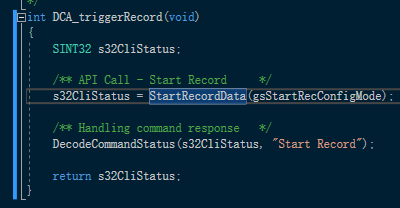 */
int DCA_triggerRecord(void)
{
SINT32 s32CliStatus;
/** API Call - Start Record */
s32CliStatus = StartRecordData(gsStartRecConfigMode);
/** Handling command response */
DecodeCommandStatus(s32CliStatus, "Start Record");
return s32CliStatus;
}